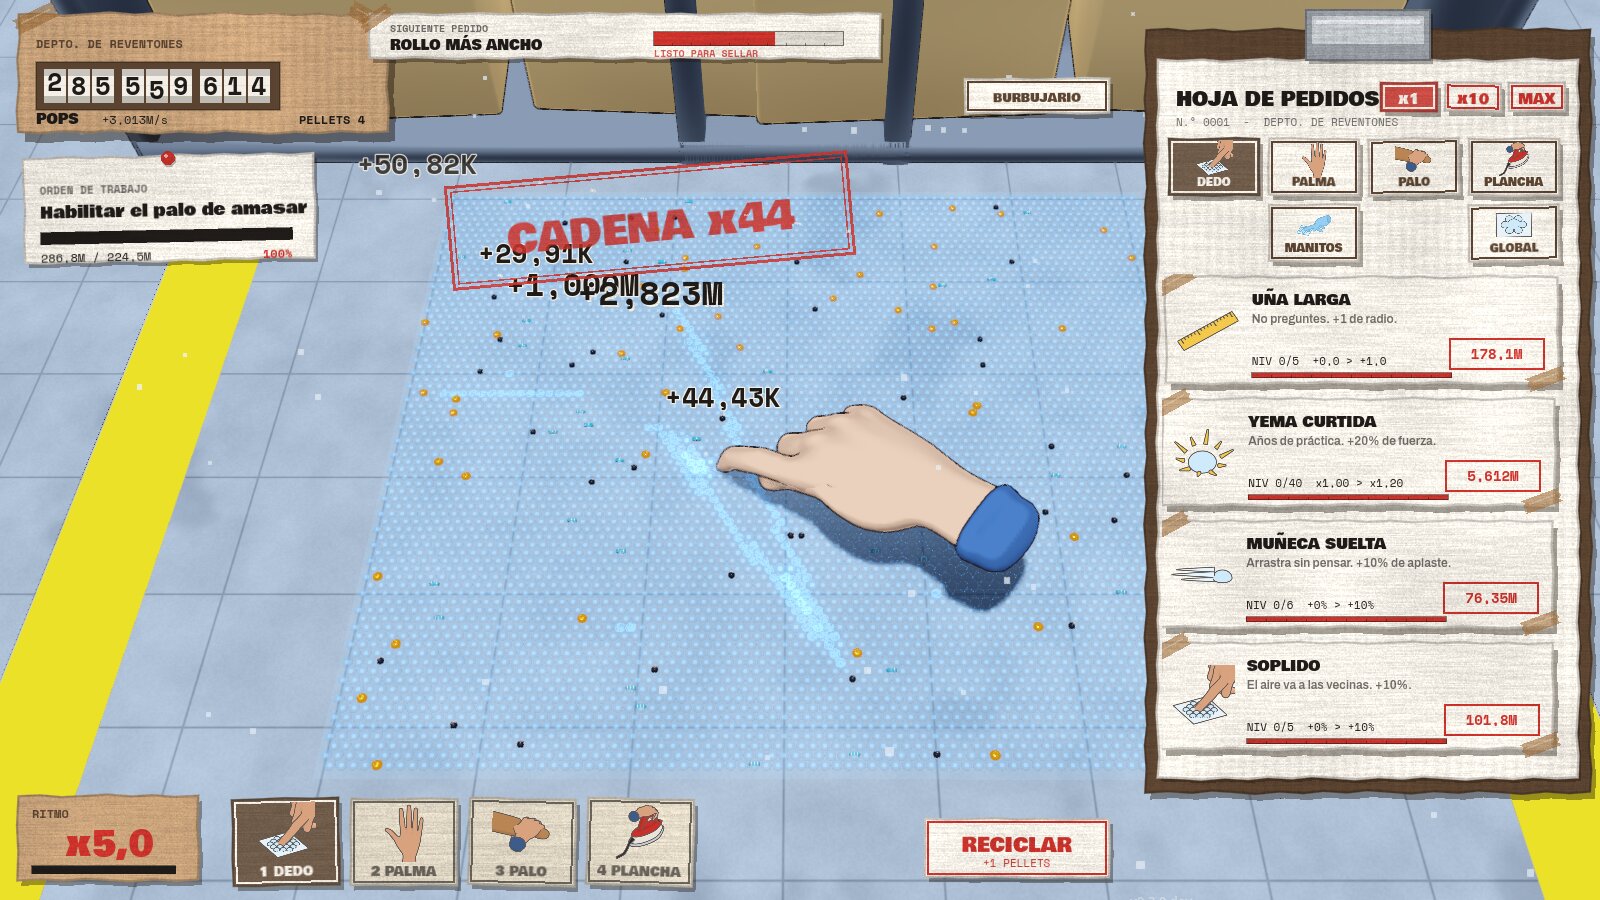 DEPTO. DE REVENTONES
285 559 614
POPS +3,013M/s PELLETS 4
SIGUIENTE PEDIDO
ROLLO MÁS ANCHO
LISTO PARA SELLAR
BURBUJARIO
ORDEN DE TRABAJO
Habilitar el palo de amasar
286,8M / 224,5M 100%
+50,82K
CADENA x44
+29,91K
+1,000M
+2,823M
+44,43K
HOJA DE PEDIDOS x1 x10 MAX
N.º 0001 - DEPTO. DE REVENTONES
DEDO PALMA PALO PLANCHA
MANITOS GLOBAL
UÑA LARGA
No preguntes. +1 de radio.
NIV 0/5 +0,0 > +1,0 178,1M
YEMA CURTIDA
Años de práctica. +20% de fuerza.
NIV 0/40 x1,00 > x1,20 5,612M
MUÑECA SUELTA
Arrastra sin pensar. +10% de aplaste.
NIV 0/6 +0% > +10% 76,35M
SOPLIDO
El aire va a las vecinas. +10%.
NIV 0/5 +0% > +10% 101,8M
RITMO
x5,0
1 DEDO 2 PALMA 3 PALO 4 PLANCHA
RECICLAR
+1 PELLETS